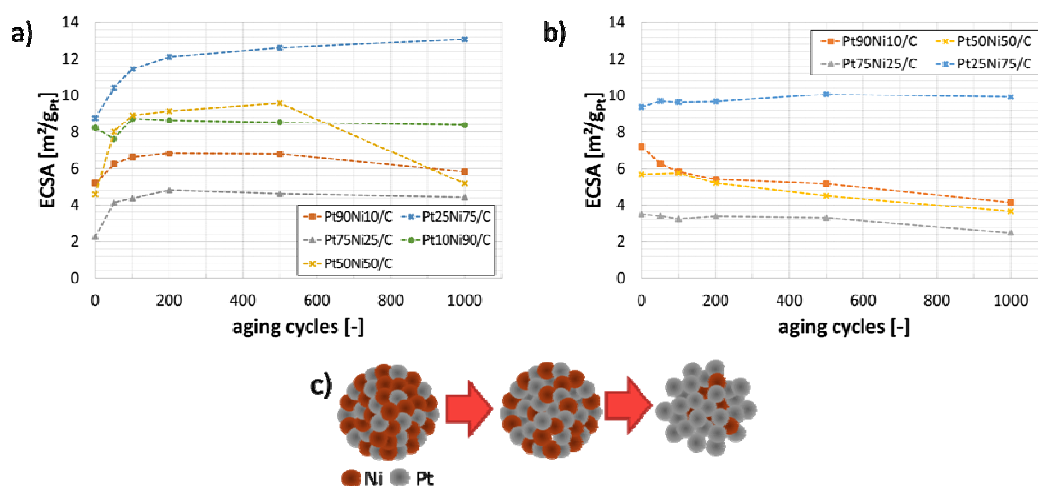 a)
ECSA [m²/gPt]
14
12
10
8
6
4
2
0
0 200 400 600 800 1000
aging cycles [-]
Pt90Ni10/C Pt25Ni75/C
Pt75Ni25/C Pt10Ni90/C
Pt50Ni50/C
b)
ECSA [m²/gPt]
14
12
10
8
6
4
2
0
0 200 400 600 800 1000
aging cycles [-]
Pt90Ni10/C Pt50Ni50/C
Pt75Ni25/C Pt25Ni75/C
c)
Ni Pt